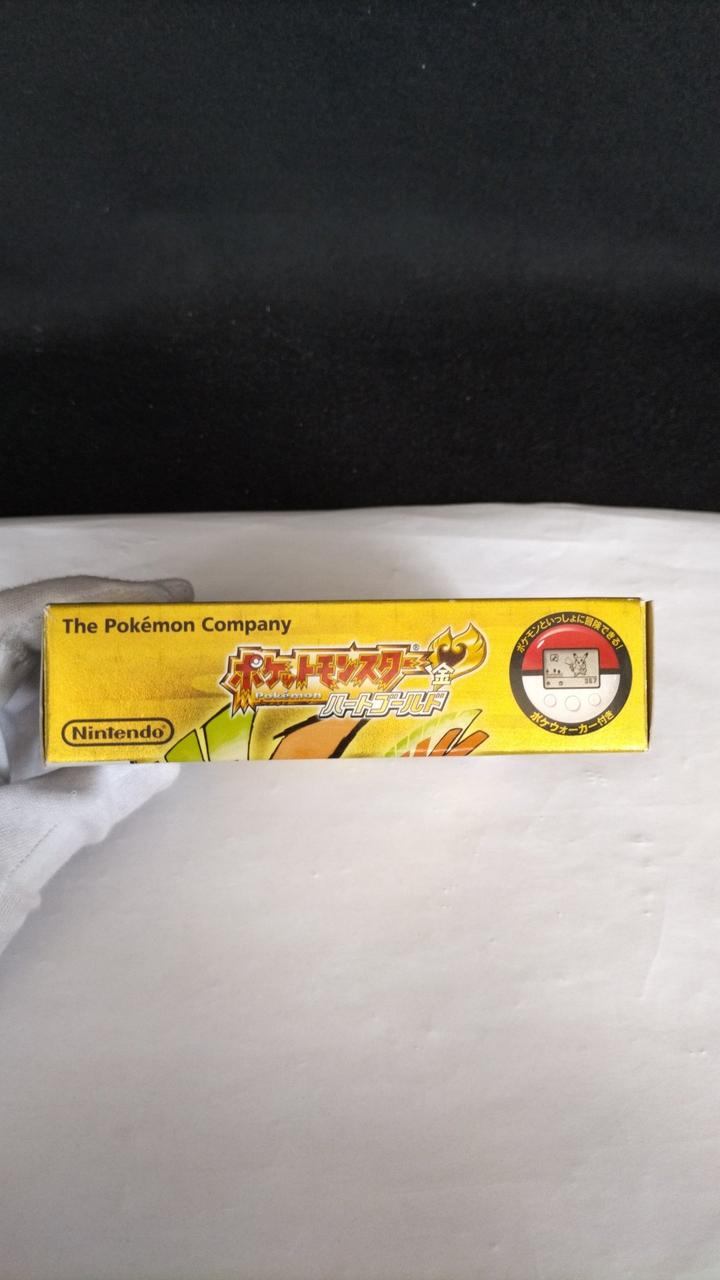 The Pokémon Company
ポケットモンスター®
金
Pokémon
ハートゴールド
Nintendo®
ポケモンといっしょに冒険できる!
367
ポケウォーカー付き